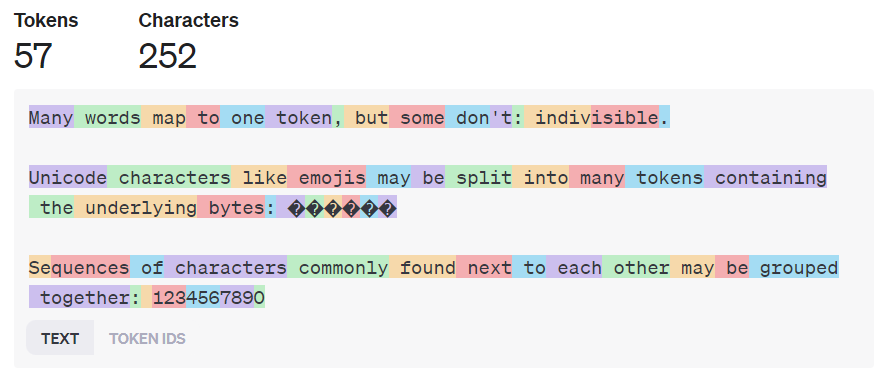 Tokens Characters
57 252
Many words map to one token, but some don't: indivisible.
Unicode characters like emojis may be split into many tokens containing
the underlying bytes: ������
Sequences of characters commonly found next to each other may be grouped
together: 1234567890
TEXT TOKEN IDS